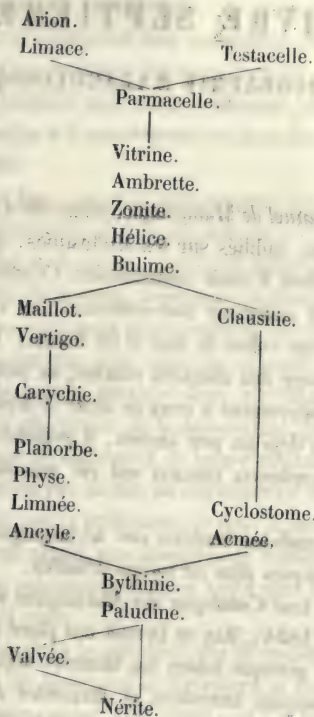 Arion.
Limace.
Testacelle.
Parmacelle.
Vitrine.
Ambrette.
Zonite.
Hélice.
Bulime.
Maillot.
Vertigo.
Clausilie.
Carychie.
Planorbe.
Physe.
Limnée.
Ancyle.
Cyclostome.
Acmée.
Bythinie.
Paludine.
Valvée.
Nérite.